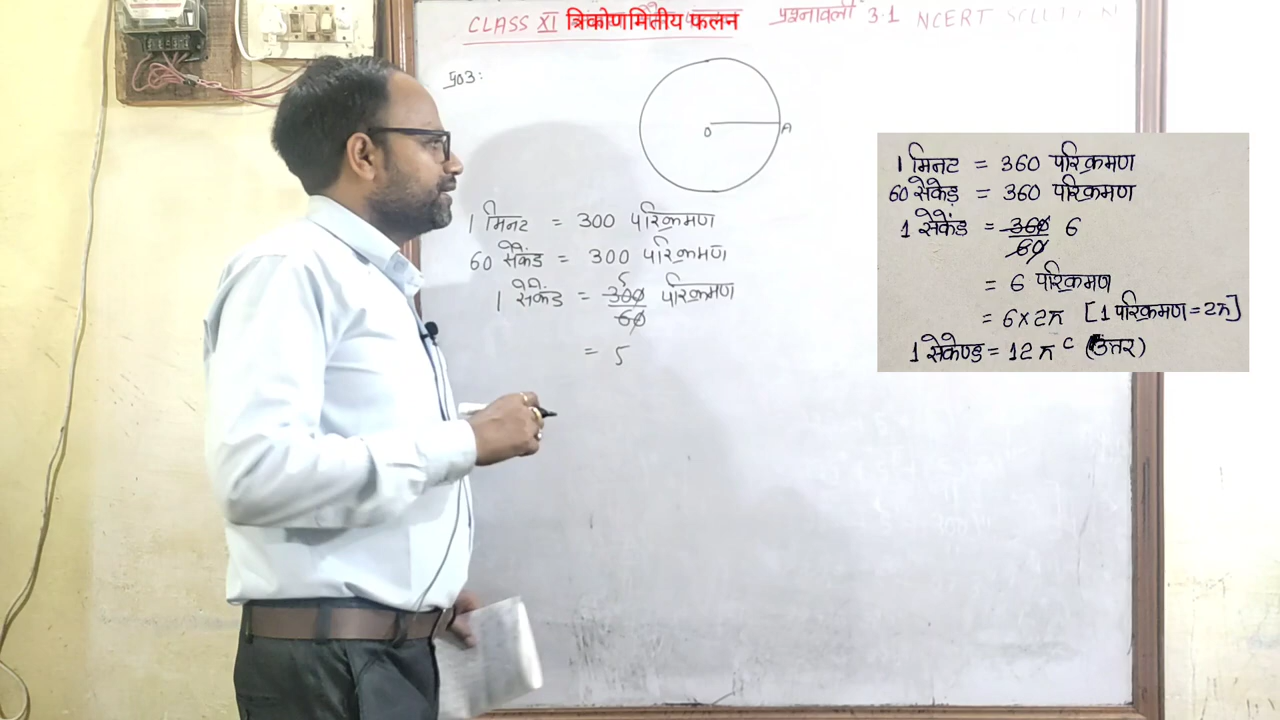 CLASS XI त्रिकोणमितीय फलन प्रश्नावली 3.1 NCERT SOLUTION
प्र03:
O A
1 मिनट = 300 परिक्रमण
60 सेकेंड = 300 परिक्रमण
1 सेकेंड = 300/60 5 परिक्रमण
= 5
1 मिनट = 360 परिक्रमण
60 सेकेंड़ = 360 परिक्रमण
1 सेकेंड = 360/60 6
= 6 परिक्रमण
= 6×2π [1 परिक्रमण=2π]
1 सेकेण्ड = 12π c (उत्तर)